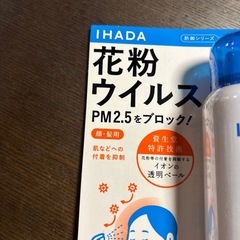 IHADA
防御シリーズ
花粉
ウイルス
PM2.5をブロック!
顔・髪用
肌などへの
付着を抑制
資生堂
特許技術
花粉等の付着を抑制する
イオンの
透明ベール